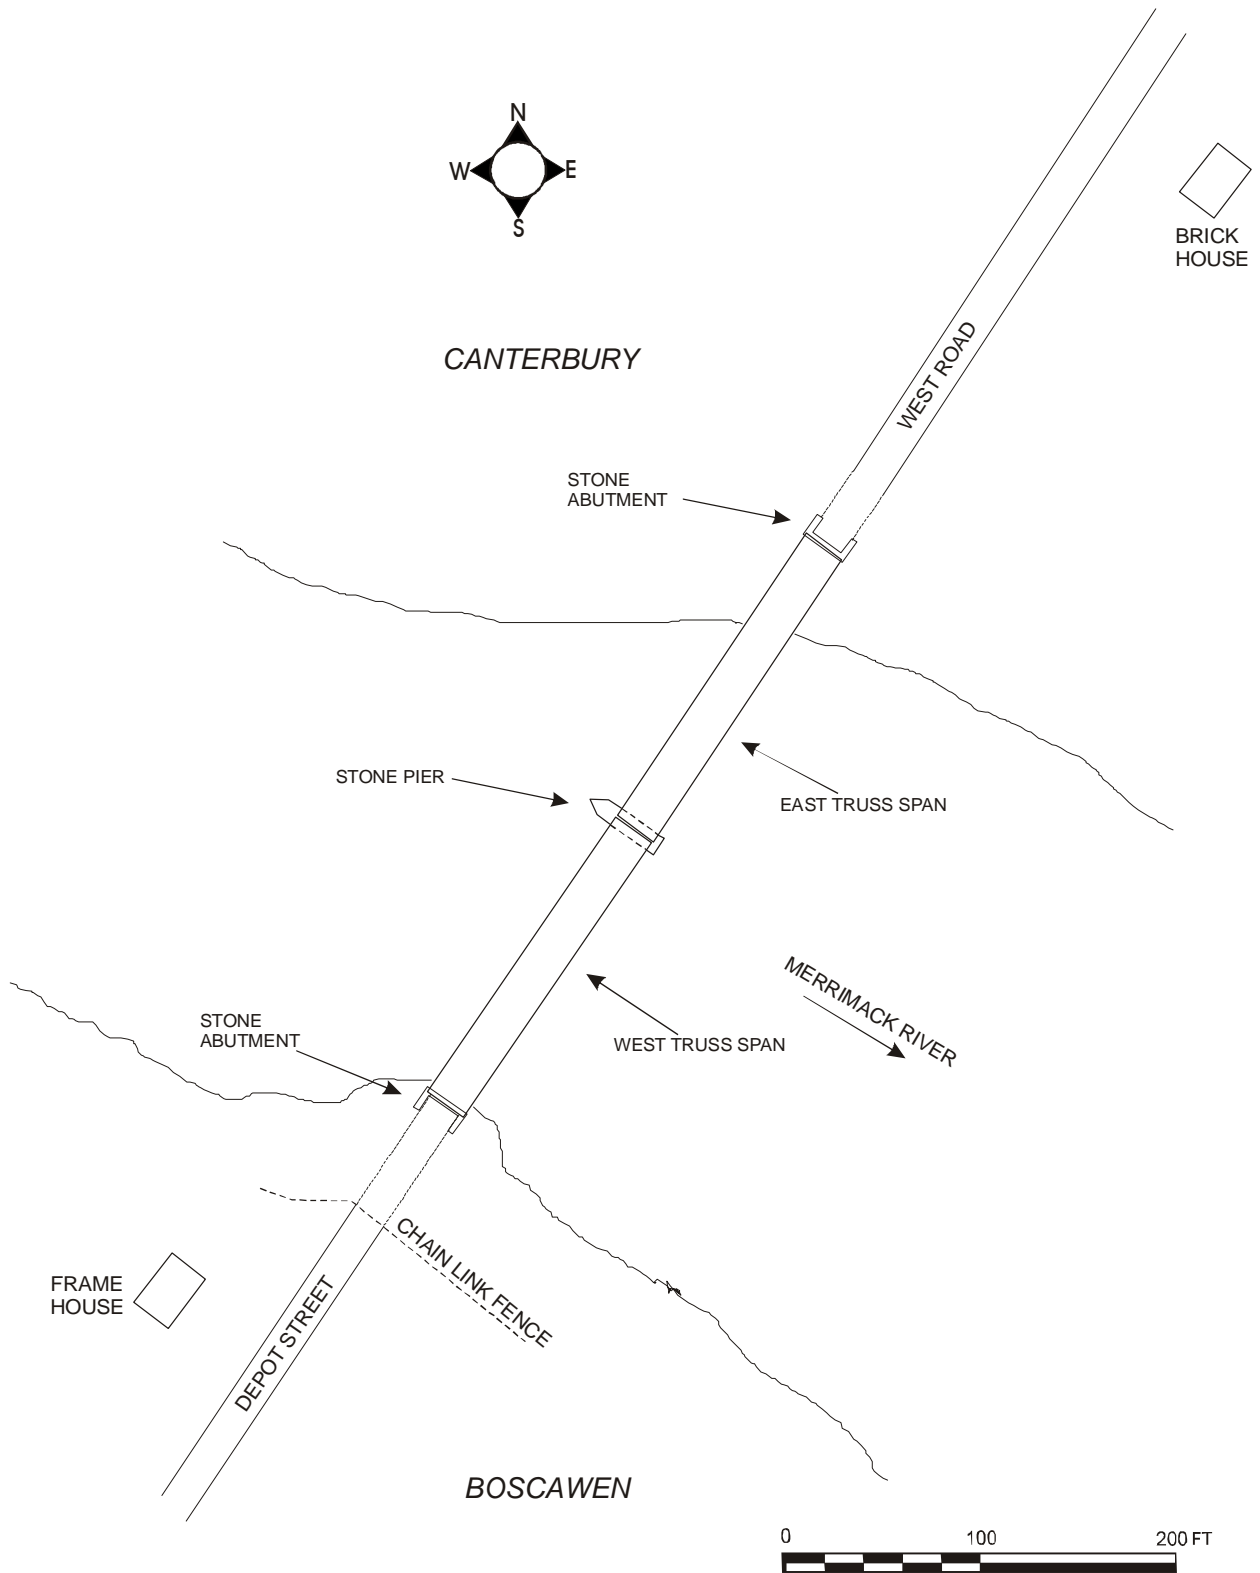 N
W E
S
BRICK
HOUSE
WEST ROAD
CANTERBURY
STONE
ABUTMENT
STONE PIER
EAST TRUSS SPAN
MERRIMACK RIVER
STONE
ABUTMENT
WEST TRUSS SPAN
CHAIN LINK FENCE
FRAME
HOUSE
DEPOT STREET
BOSCAWEN
0 100 200 FT